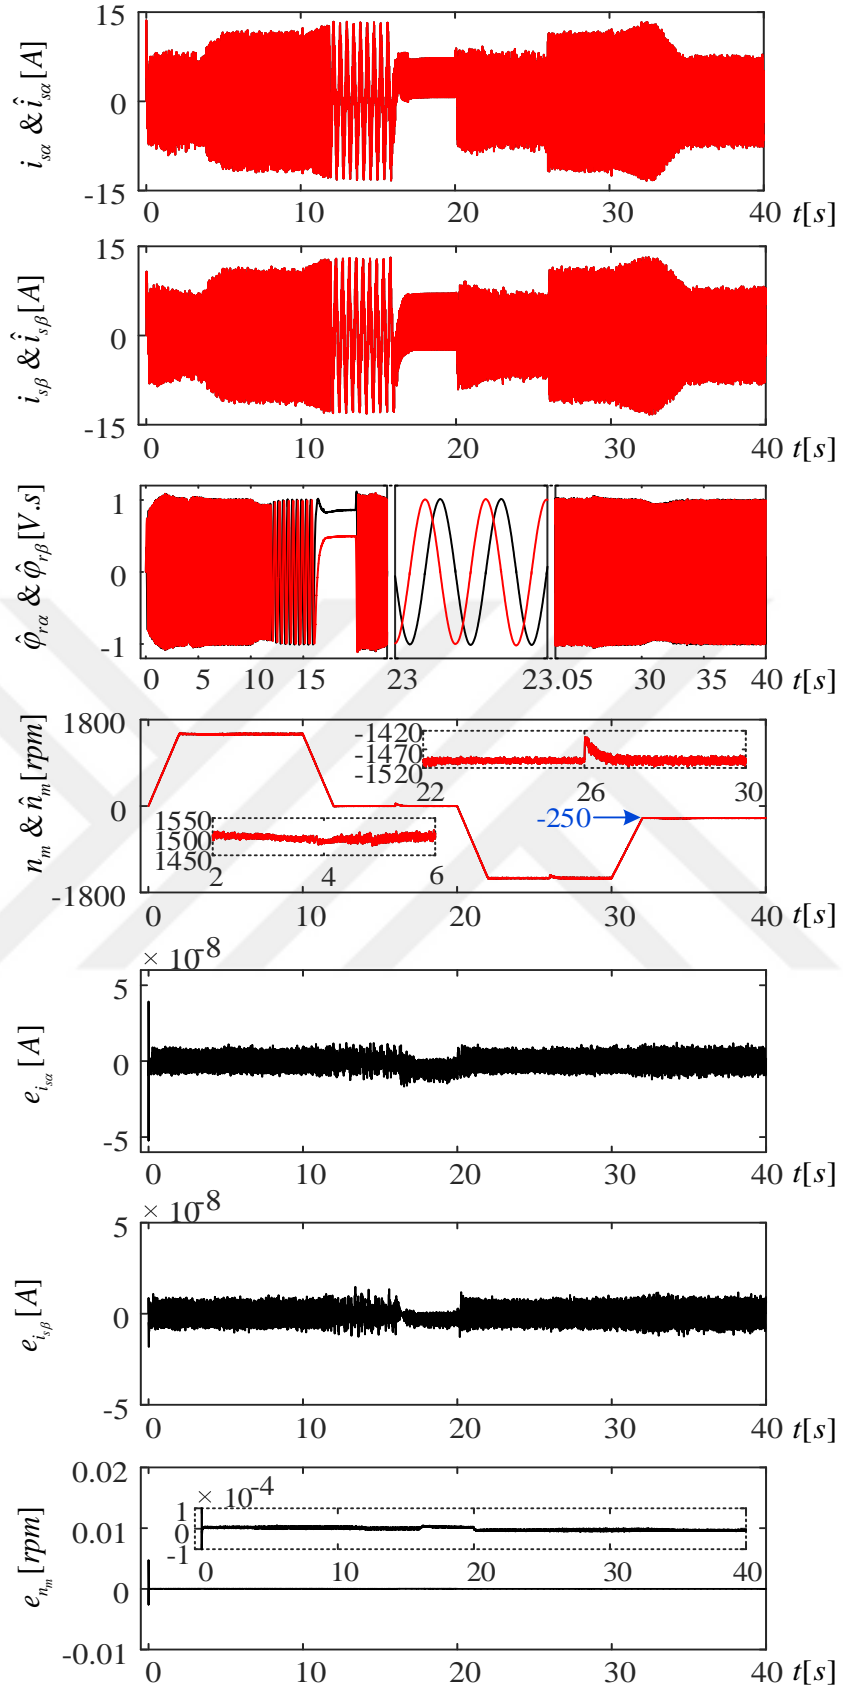 15
0
-15
i_sα & î_sα [A]
0 10 20 30 40 t[s]
15
0
-15
i_sβ & î_sβ [A]
0 10 20 30 40 t[s]
1
0
-1
φ̂_rα & φ̂_rβ [V.s]
0 5 10 15 23 23.05 30 35 40 t[s]
1800
0
-1800
n_m & n̂_m [rpm]
-1420
-1470
-1520
22 26 30
-250
1550
1500
1450
2 4 6
0 10 20 30 40 t[s]
× 10-8
5
0
-5
e_i_sα [A]
0 10 20 30 40 t[s]
× 10-8
5
0
-5
e_i_sβ [A]
0 10 20 30 40 t[s]
0.02
0.01
0
-0.01
e_n_m [rpm]
× 10-4
1
0
-1
0 10 20 30 40
0 10 20 30 40 t[s]